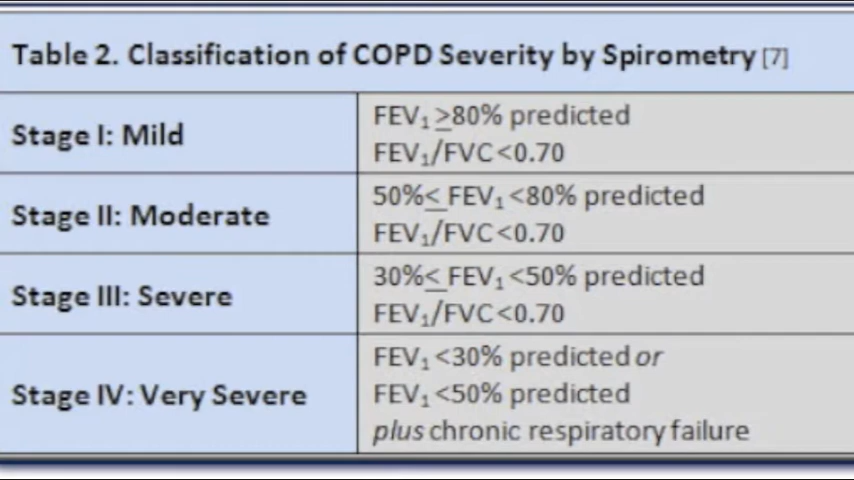 Table 2. Classification of COPD Severity by Spirometry [7]
Stage I: Mild
FEV₁ ≥80% predicted
FEV₁/FVC<0.70
Stage II: Moderate
50%≤ FEV₁ <80% predicted
FEV₁/FVC<0.70
Stage III: Severe
30%≤ FEV₁ <50% predicted
FEV₁/FVC<0.70
Stage IV: Very Severe
FEV₁ <30% predicted or
FEV₁ <50% predicted
plus chronic respiratory failure